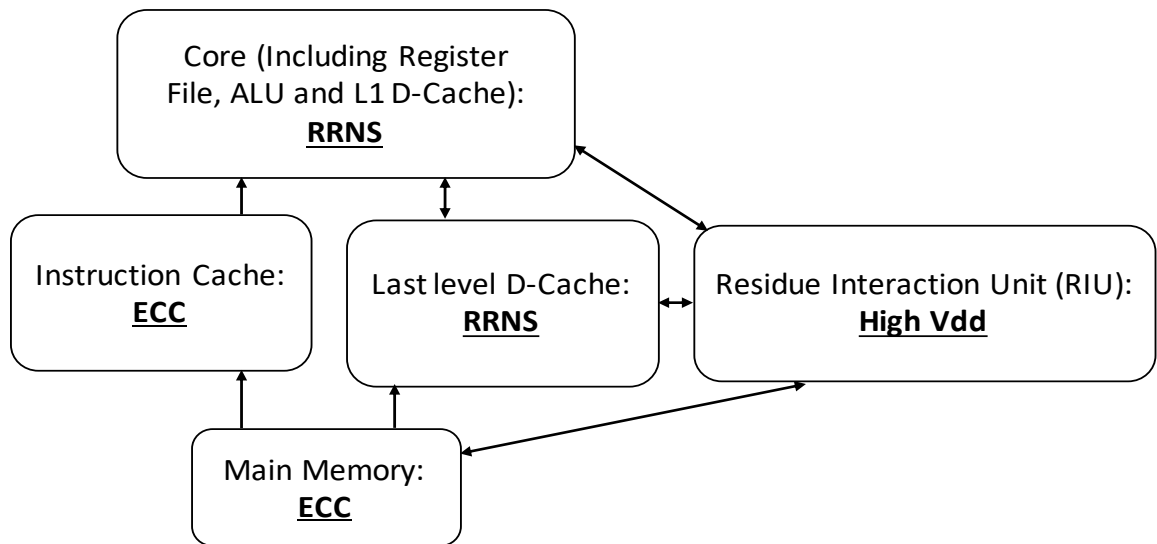 Core (Including Register
File, ALU and L1 D-Cache):
RRNS
Instruction Cache:
ECC
Last level D-Cache:
RRNS
Residue Interaction Unit (RIU):
High Vdd
Main Memory:
ECC